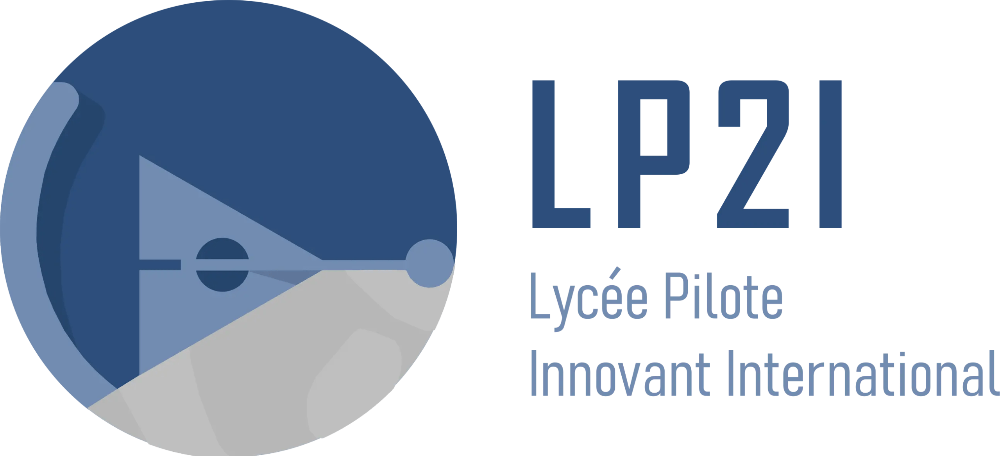 LP2I
Lycée Pilote
Innovant International